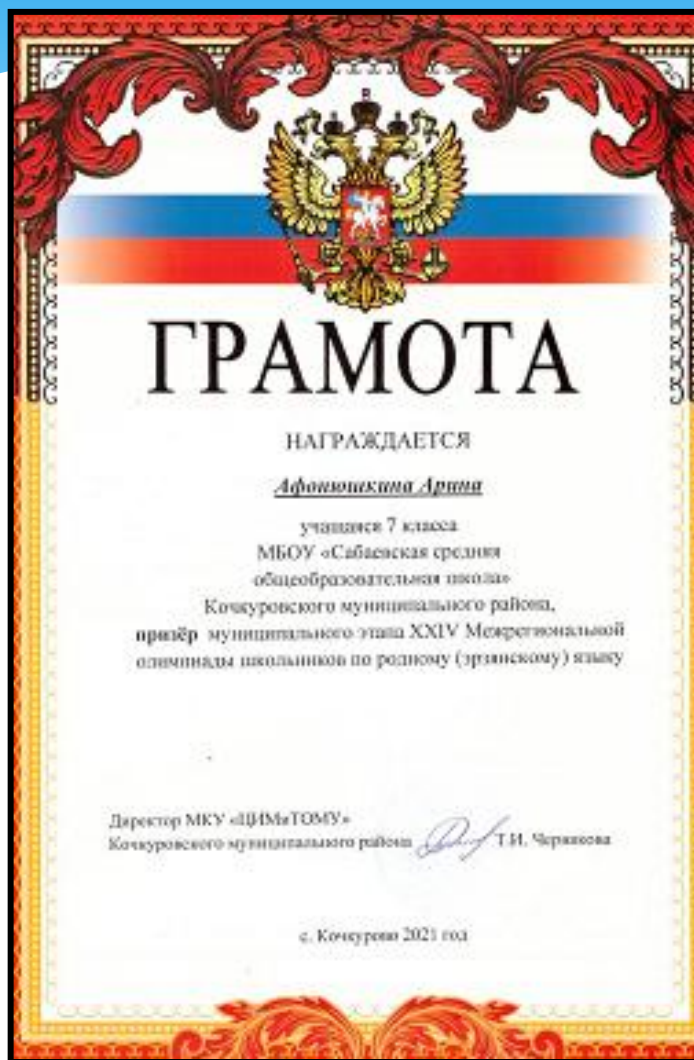 ГРАМОТА
НАГРАЖДАЕТСЯ
Афонюшкина Арина
учащаяся 7 класса
МБОУ «Сабаевская средняя
общеобразовательная школа»
Кочкуровского муниципального района,
призёр муниципального этапа XXIV Межрегиональной
олимпиады школьников по родному (эрзянскому) языку
Директор МКУ «ЦИМиТОМУ»
Кочкуровского муниципального района Т.И. Чернякова
с. Кочкурово 2021 год